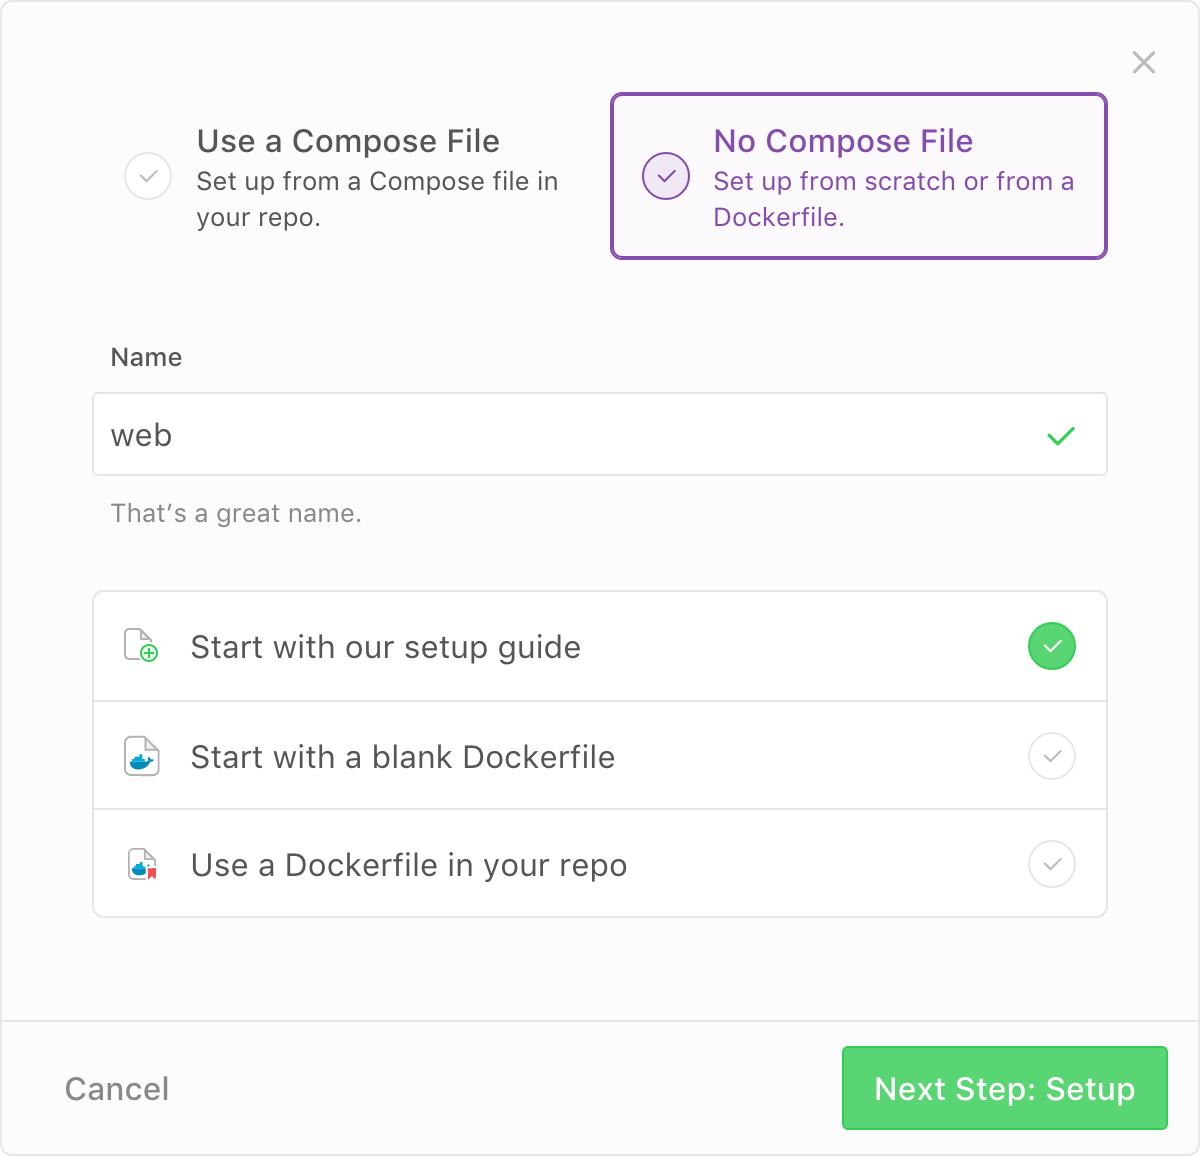 Use a Compose File
Set up from a Compose file in
your repo.
No Compose File
Set up from scratch or from a
Dockerfile.
Name
web
That’s a great name.
Start with our setup guide
Start with a blank Dockerfile
Use a Dockerfile in your repo
Cancel
Next Step: Setup